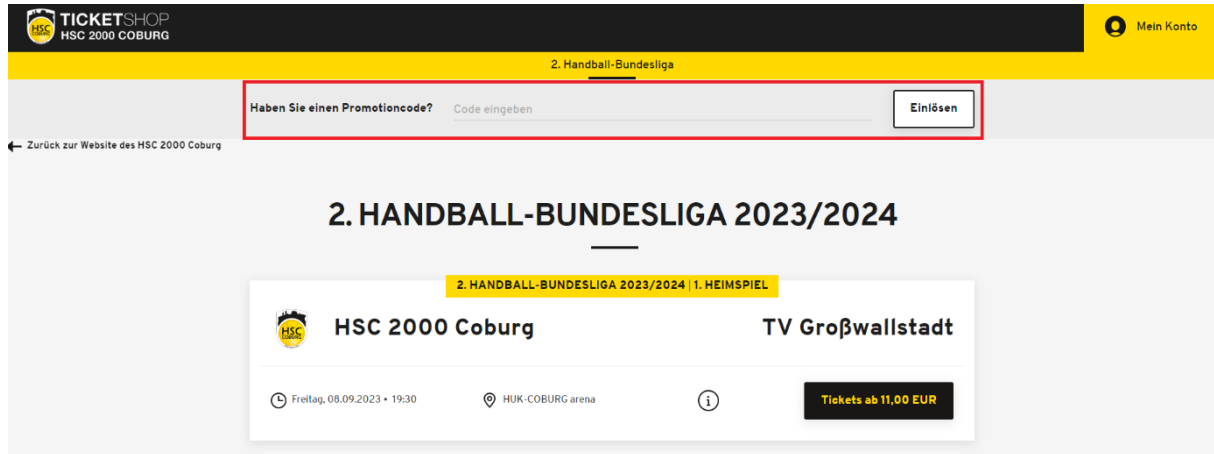 TICKETSHOP
HSC 2000 COBURG
HSC
COBURG
Mein Konto
2. Handball-Bundesliga
Haben Sie einen Promotioncode? Code eingeben Einlösen
Zurück zur Website des HSC 2000 Coburg
2. HANDBALL-BUNDESLIGA 2023/2024
2. HANDBALL-BUNDESLIGA 2023/2024 | 1. HEIMSPIEL
HSC
COBURG
HSC 2000 Coburg TV Großwallstadt
Freitag, 08.09.2023 • 19:30 HUK-COBURG arena i Tickets ab 11,00 EUR